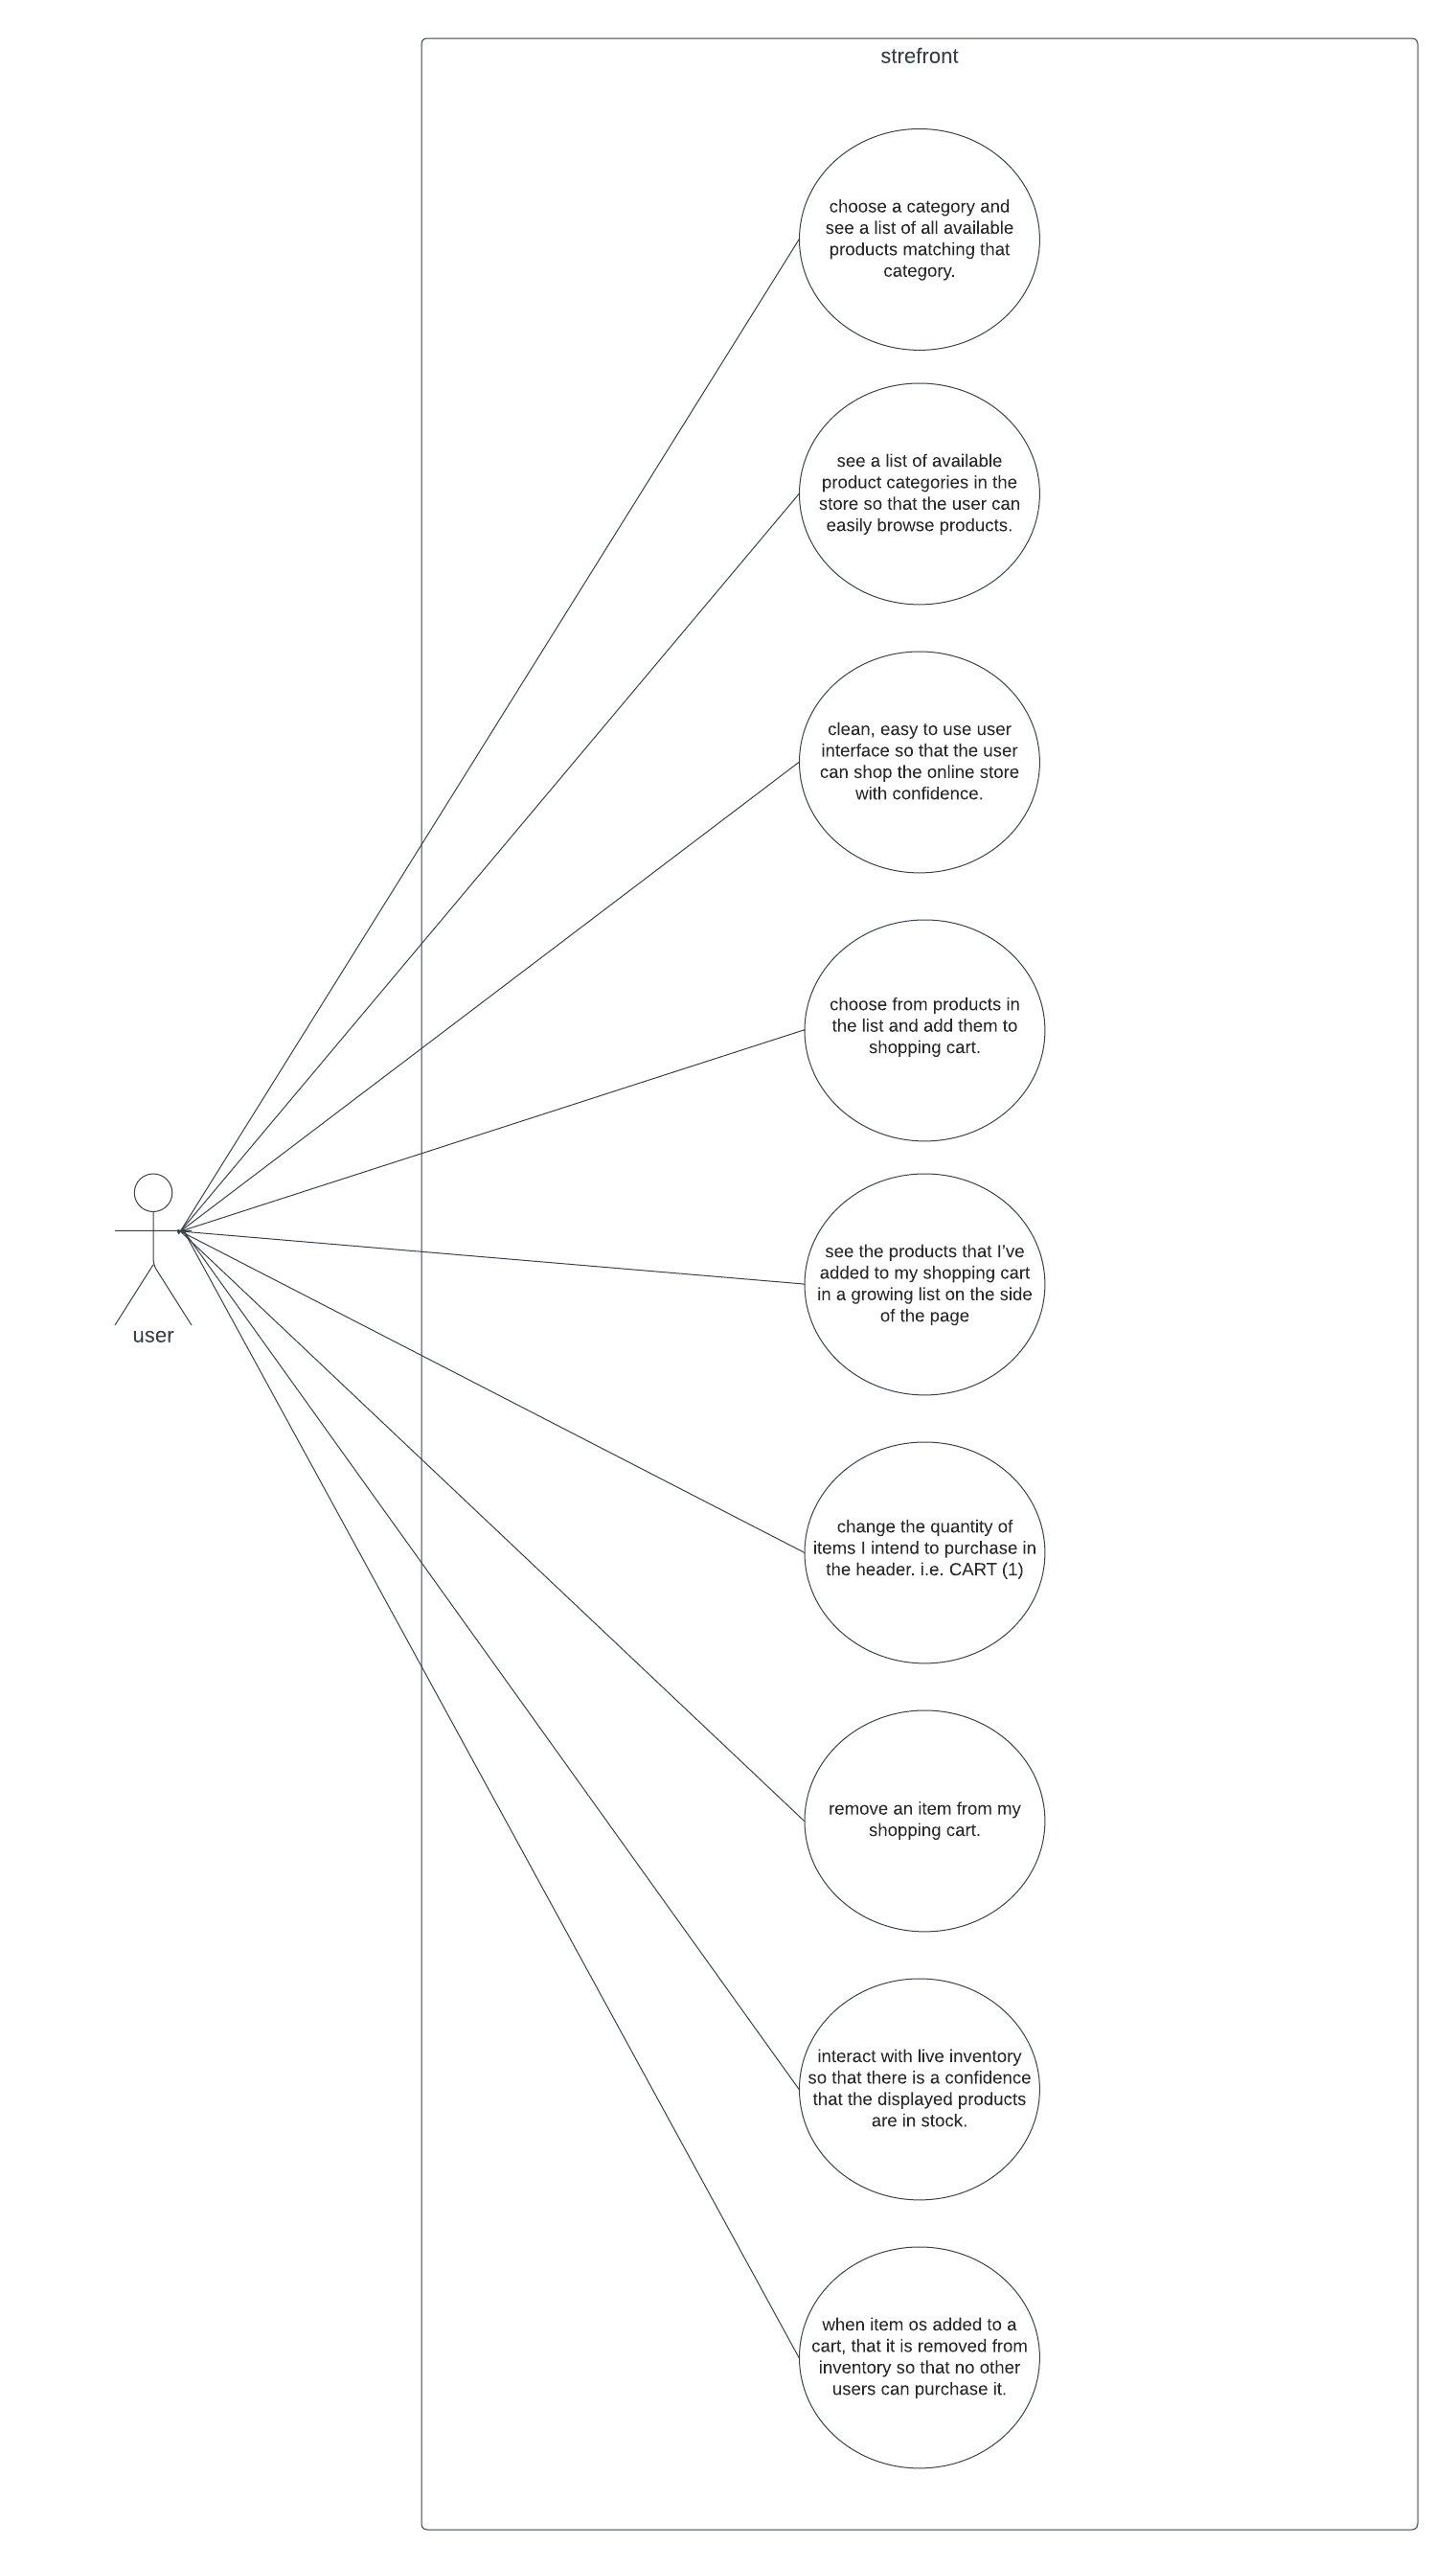 strefront
choose a category and
see a list of all available
products matching that
category.
see a list of available
product categories in the
store so that the user can
easily browse products.
clean, easy to use user
interface so that the user
can shop the online store
with confidence.
choose from products in
the list and add them to
shopping cart.
see the products that I've
added to my shopping cart
in a growing list on the side
of the page
user
change the quantity of
items I intend to purchase in
the header. i.e. CART (1)
remove an item from my
shopping cart.
interact with live inventory
so that there is a confidence
that the displayed products
are in stock.
when item os added to a
cart, that it is removed from
inventory so that no other
users can purchase it.